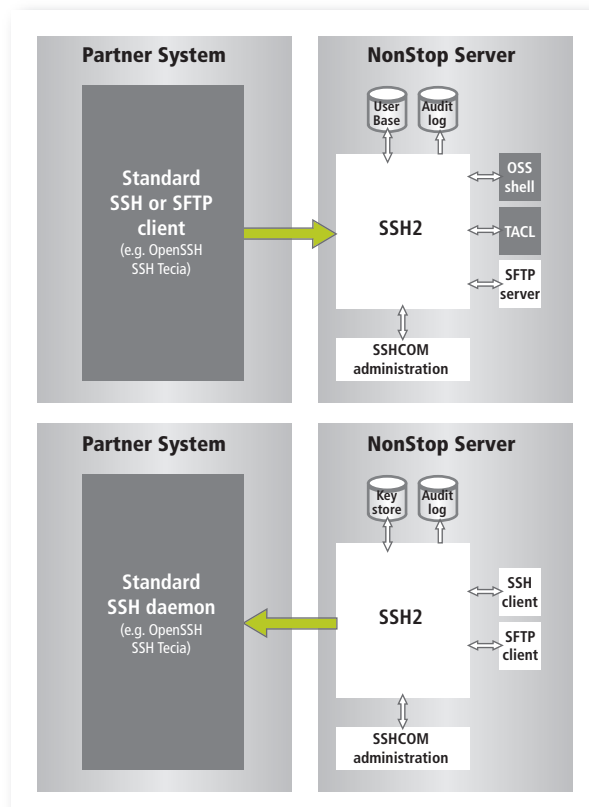 Partner System
NonStop Server
User
Base
Audit
log
Standard
SSH or SFTP
client
(e.g. OpenSSH
SSH Tecia)
SSH2
OSS
shell
TACL
SFTP
server
SSHCOM
administration
Partner System
NonStop Server
Key
store
Audit
log
Standard
SSH daemon
(e.g. OpenSSH
SSH Tecia)
SSH2
SSH
client
SFTP
client
SSHCOM
administration